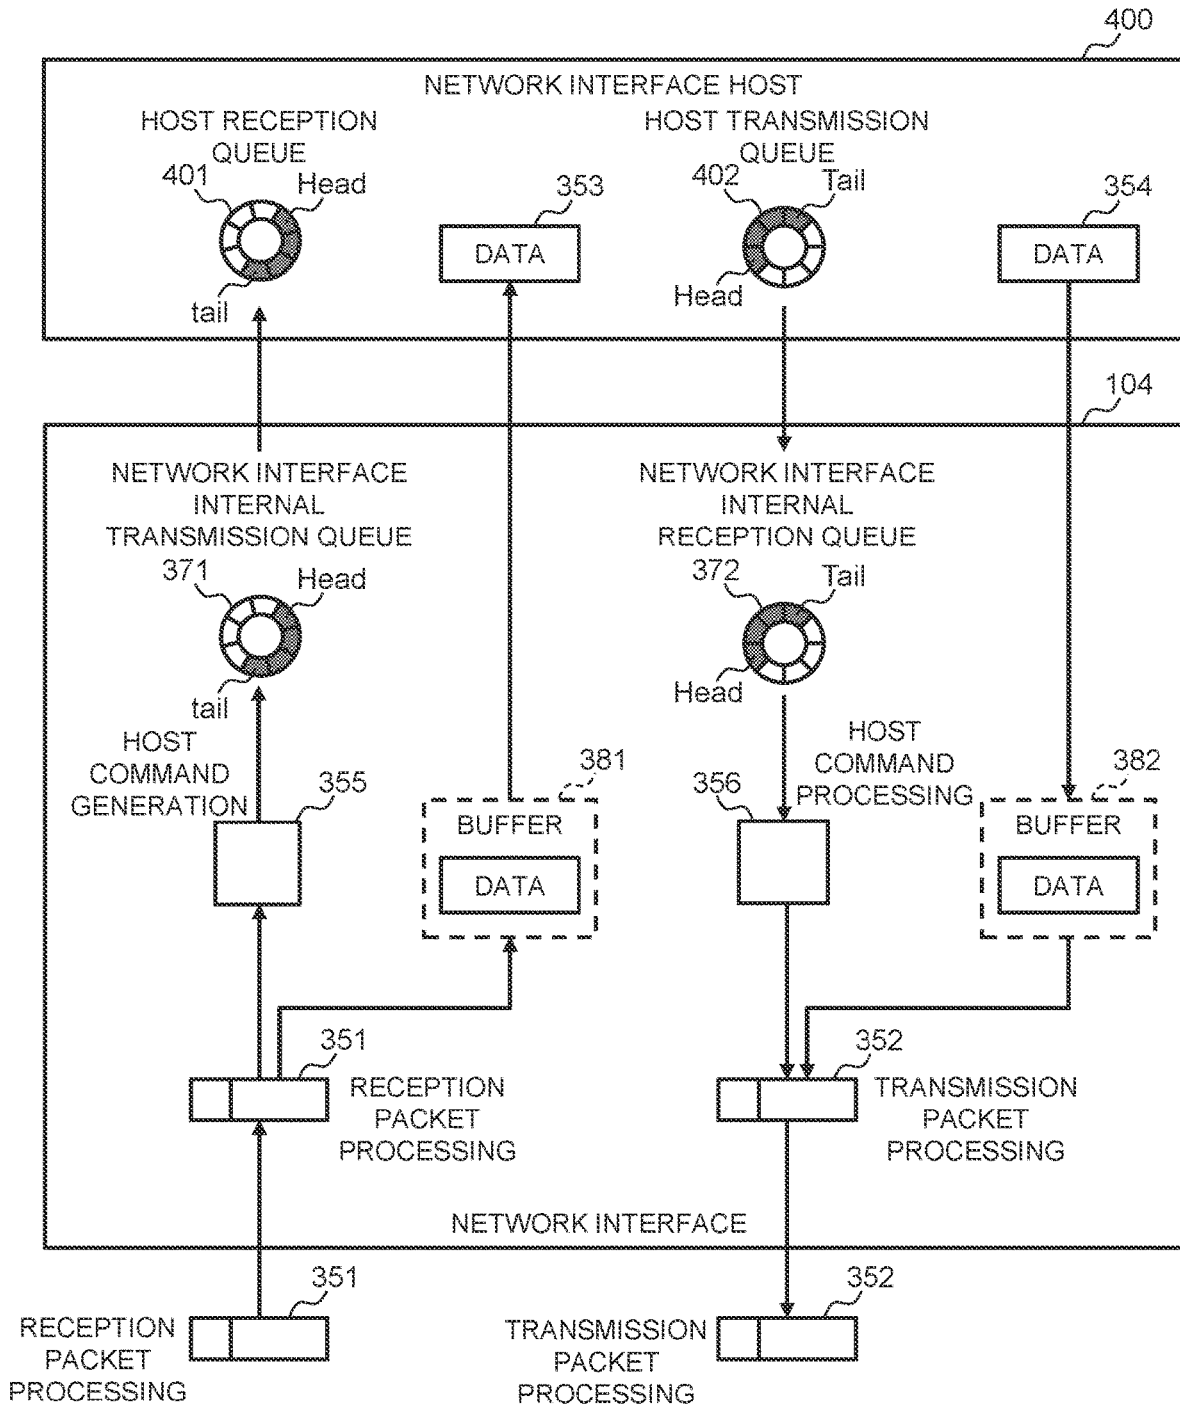 400
NETWORK INTERFACE HOST
HOST RECEPTION
QUEUE
401
Head
tail
353
DATA
HOST TRANSMISSION
QUEUE
402
Tail
Head
354
DATA
104
NETWORK INTERFACE
INTERNAL
TRANSMISSION QUEUE
371
Head
tail
NETWORK INTERFACE
INTERNAL
RECEPTION QUEUE
372
Tail
Head
HOST
COMMAND
GENERATION
355
381
BUFFER
DATA
HOST
COMMAND
PROCESSING
356
382
BUFFER
DATA
351
RECEPTION
PACKET
PROCESSING
352
TRANSMISSION
PACKET
PROCESSING
NETWORK INTERFACE
351
RECEPTION
PACKET
PROCESSING
352
TRANSMISSION
PACKET
PROCESSING